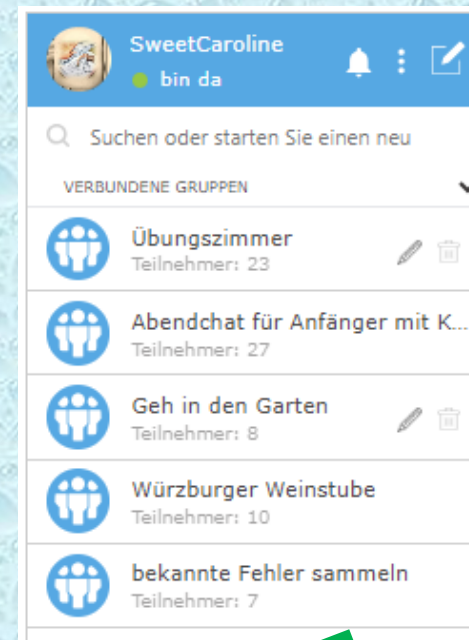 SweetCaroline
bin da
Suchen oder starten Sie einen neu
VERBUNDENE GRUPPEN
Übungszimmer
Teilnehmer: 23
Abendchat für Anfänger mit K...
Teilnehmer: 27
Geh in den Garten
Teilnehmer: 8
Würzburger Weinstube
Teilnehmer: 10
bekannte Fehler sammeln
Teilnehmer: 7